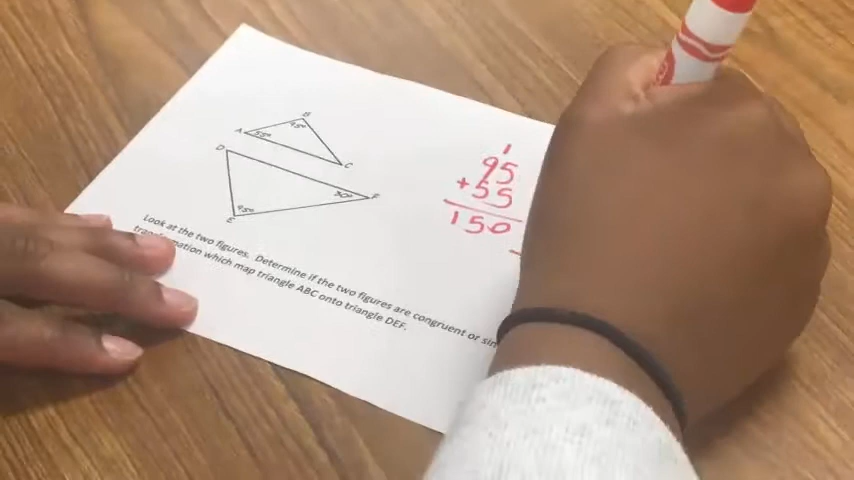 B
95°
A
55°
C
D
30°
F
95°
E
1
95
+55
150
Look at the two figures. Determine if the two figures are congruent or sim
transformation which map triangle ABC onto triangle DEF.